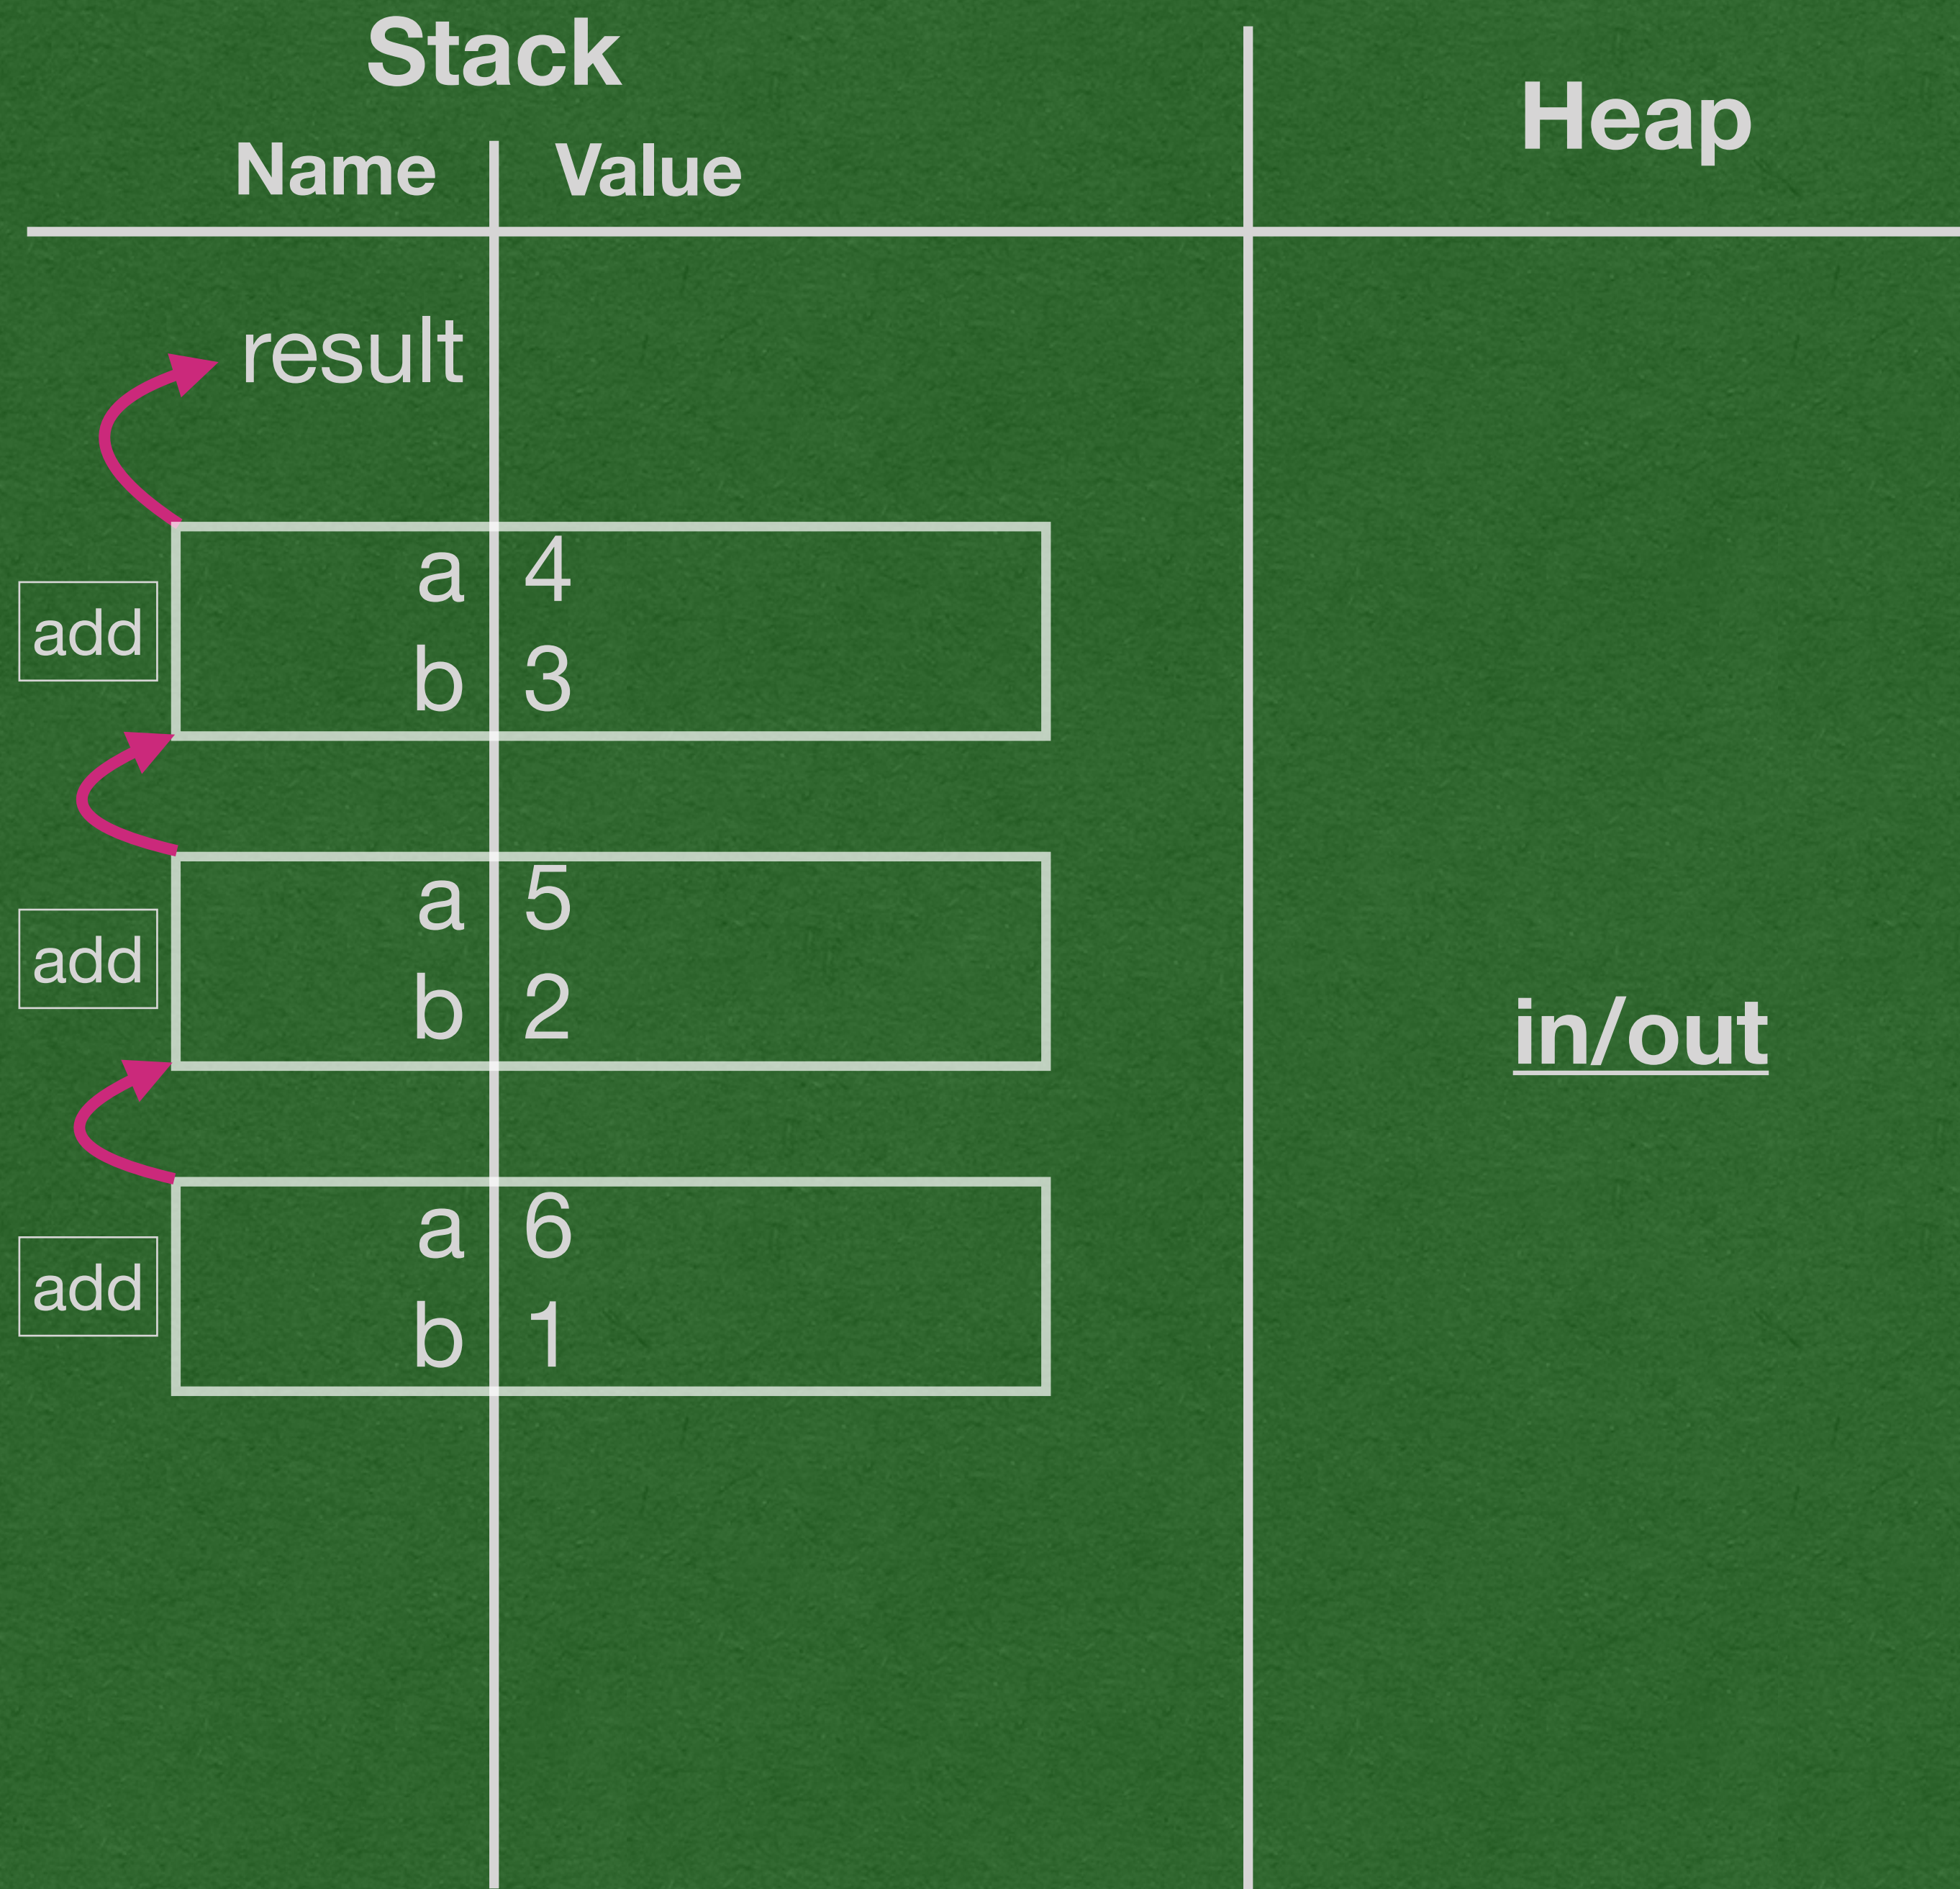 Stack
Heap
Name Value
result
add
a 4
b 3
add
a 5
b 2
in/out
add
a 6
b 1